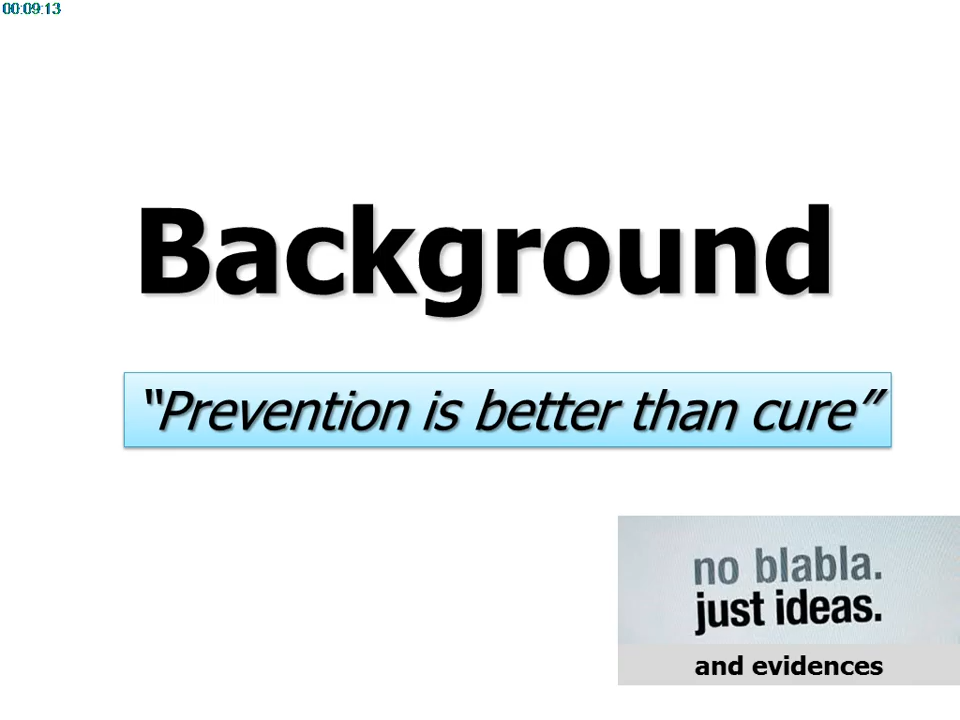 00:09:13
Background
“Prevention is better than cure”
no blabla.
just ideas.
and evidences